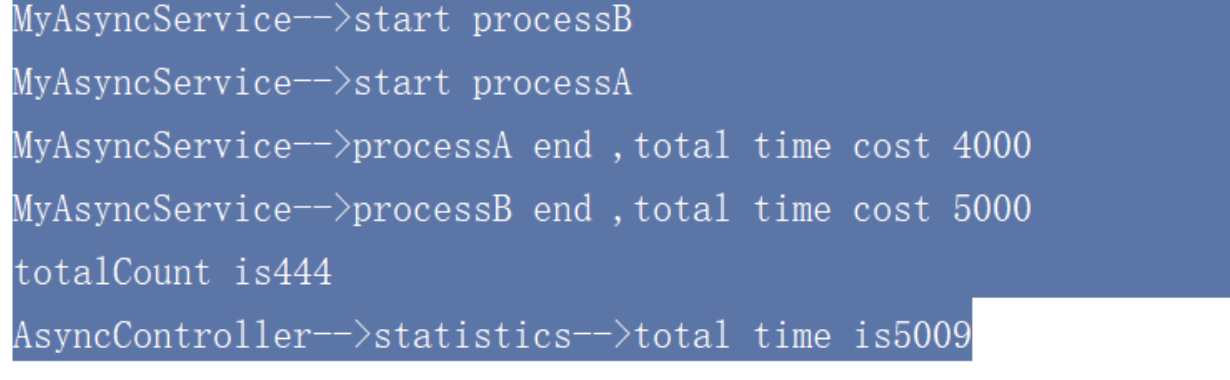 MyAsyncService-->start processB
MyAsyncService-->start processA
MyAsyncService-->processA end ,total time cost 4000
MyAsyncService-->processB end ,total time cost 5000
totalCount is444
AsyncController-->statistics-->total time is5009